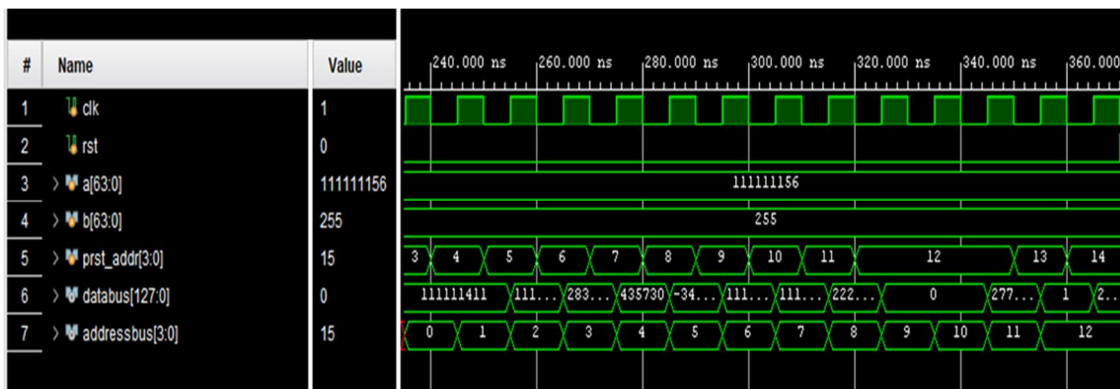 # Name Value 240.000 ns 260.000 ns 280.000 ns 300.000 ns 320.000 ns 340.000 ns 360.000
1 clk 1
2 rst 0
3 a[63:0] 111111156 111111156
4 b[63:0] 255 255
5 prst_addr[3:0] 15 3 4 5 6 7 8 9 10 11 12 13 14
6 databus[127:0] 0 111111411 111... 283... 435730 -34... 111... 111... 222... 0 277... 1 2...
7 addressbus[3:0] 15 0 1 2 3 4 5 6 7 8 9 10 11 12